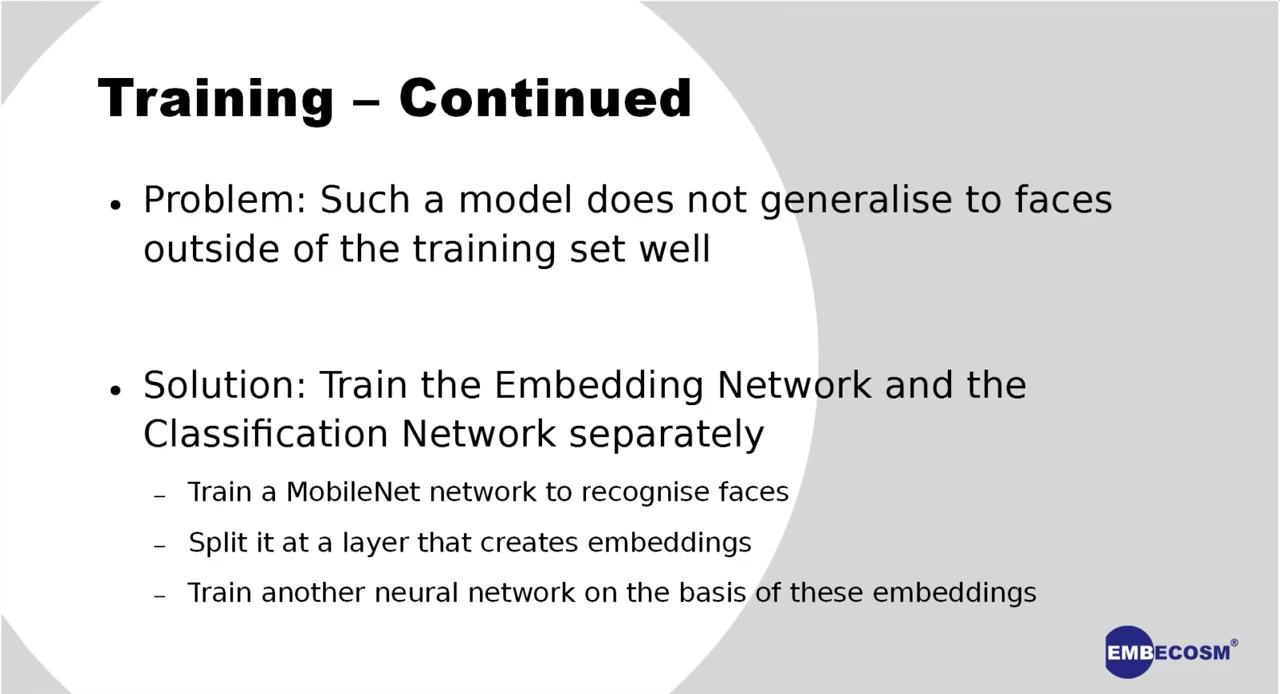 Training – Continued
• Problem: Such a model does not generalise to faces
outside of the training set well
• Solution: Train the Embedding Network and the
Classification Network separately
– Train a MobileNet network to recognise faces
– Split it at a layer that creates embeddings
– Train another neural network on the basis of these embeddings
EMBECOSM®